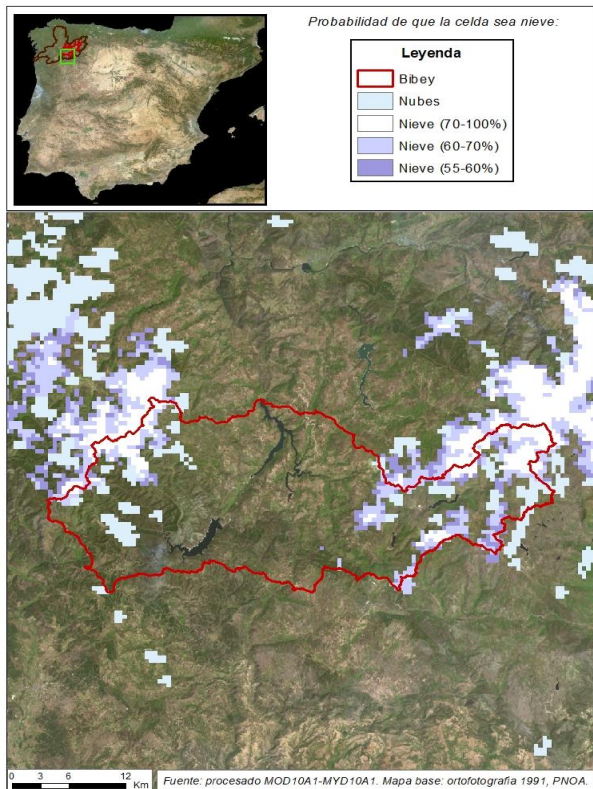 Probabilidad de que la celda sea nieve:
Leyenda
Bibey
Nubes
Nieve (70-100%)
Nieve (60-70%)
Nieve (55-60%)
0 3 6 12
Km
Fuente: procesado MOD10A1-MYD10A1. Mapa base: ortofotografia 1991, PNOA.